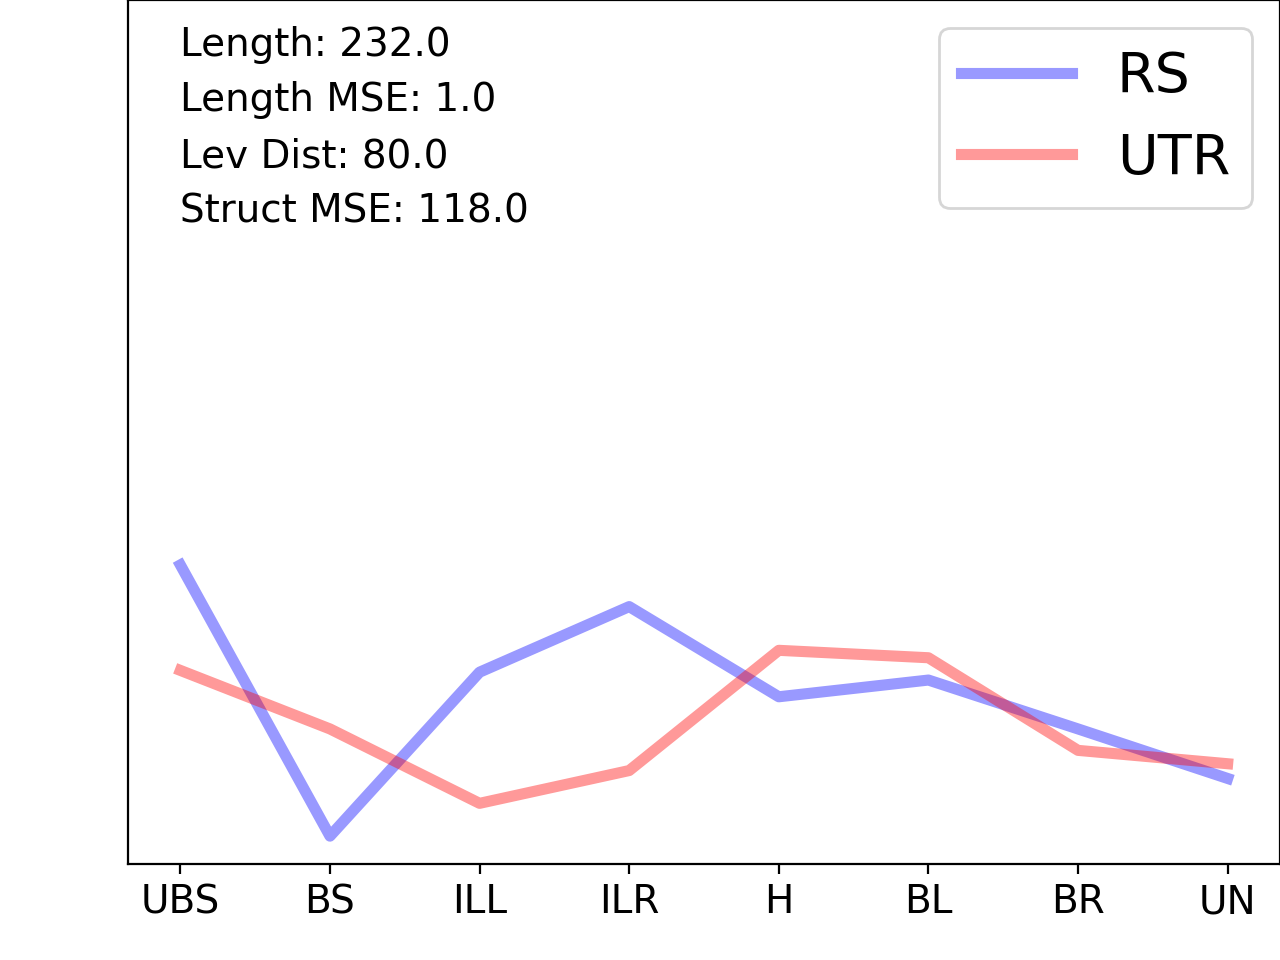 Length: 232.0
Length MSE: 1.0
Lev Dist: 80.0
Struct MSE: 118.0
RS
UTR
UBS BS ILL ILR H BL BR UN